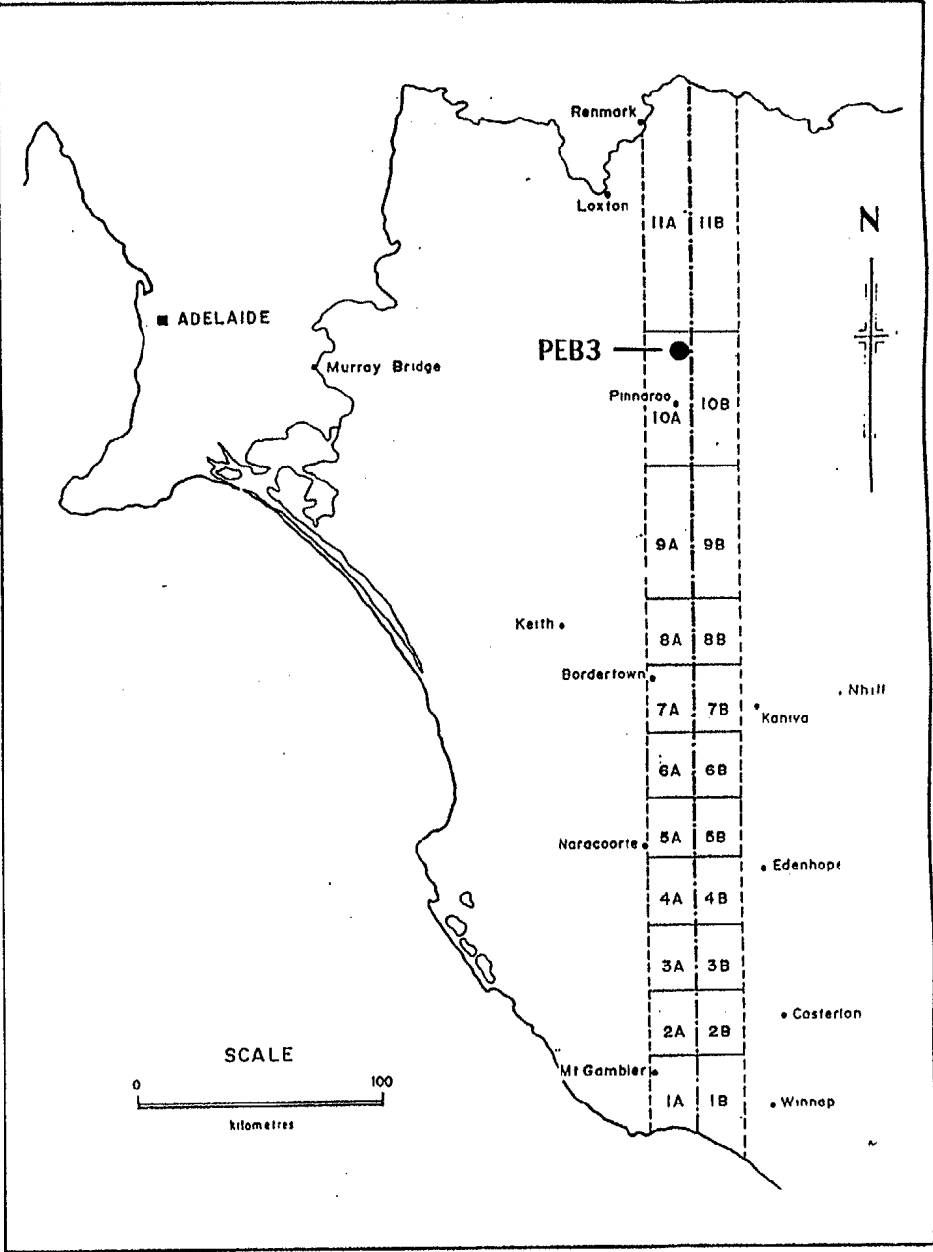 Renmark
Loxton
11A 11B
N
ADELAIDE
PEB3
Murray Bridge
Pinnaroo
10A 10B
9A 9B
Keith
8A 8B
Bordertown
Nhill
7A 7B
Kaniva
6A 6B
Naracoorte
5A 5B
Edenhope
4A 4B
3A 3B
Casterton
2A 2B
SCALE
Mt Gambier
0 100
1A 1B
Winnap
kilometres